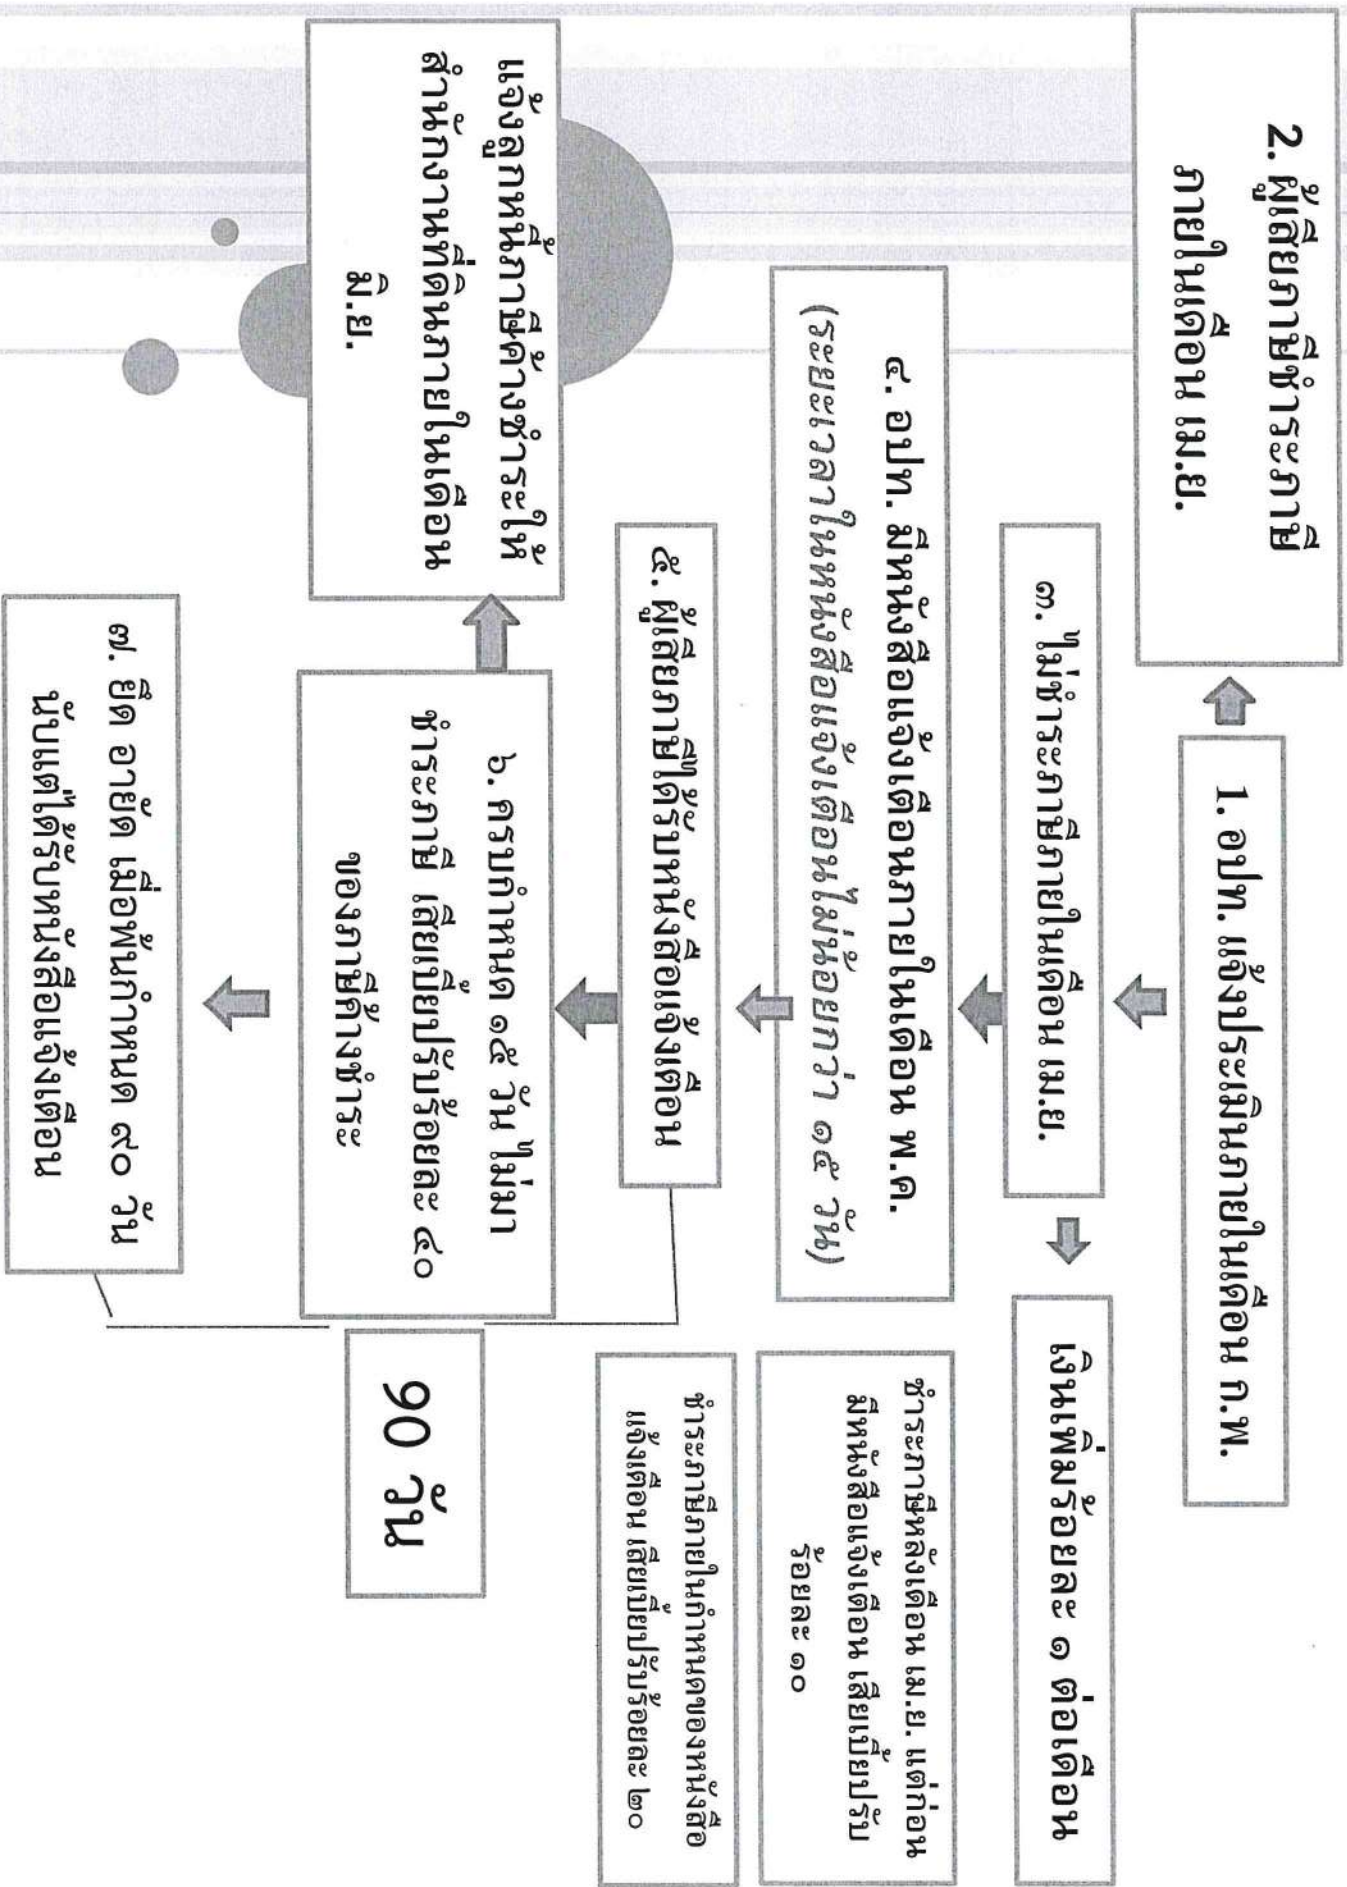 1. อปท. แจ้งประเมินภายในเดือน ก.พ.
2. ผู้เสียภาษีชำระภาษี
ภายในเดือน เม.ย.
๓. ไม่ชำระภาษีภายในเดือน เม.ย.
เงินเพิ่มร้อยละ ๑ ต่อเดือน
๔. อปท. มีหนังสือแจ้งเตือนภายในเดือน พ.ค.
(ระยะเวลาในหนังสือแจ้งเตือนไม่น้อยกว่า ๑๕ วัน)
ชำระภาษีหลังเดือน เม.ย. แต่ก่อน
มีหนังสือแจ้งเตือน เสียเบี้ยปรับ
ร้อยละ ๑๐
๕. ผู้เสียภาษีได้รับหนังสือแจ้งเตือน
ชำระภาษีภายในกำหนดของหนังสือ
แจ้งเตือน เสียเบี้ยปรับร้อยละ ๒๐
แจ้งลูกหนี้ภาษีค้างชำระให้
สำนักงานที่ดินภายในเดือน
มิ.ย.
๖. ครบกำหนด ๑๕ วัน ไม่มา
ชำระภาษี เสียเบี้ยปรับร้อยละ ๔๐
ของภาษีค้างชำระ
90 วัน
๗. ยึด อายัด เมื่อพ้นกำหนด ๙๐ วัน
นับแต่ได้รับหนังสือแจ้งเตือน